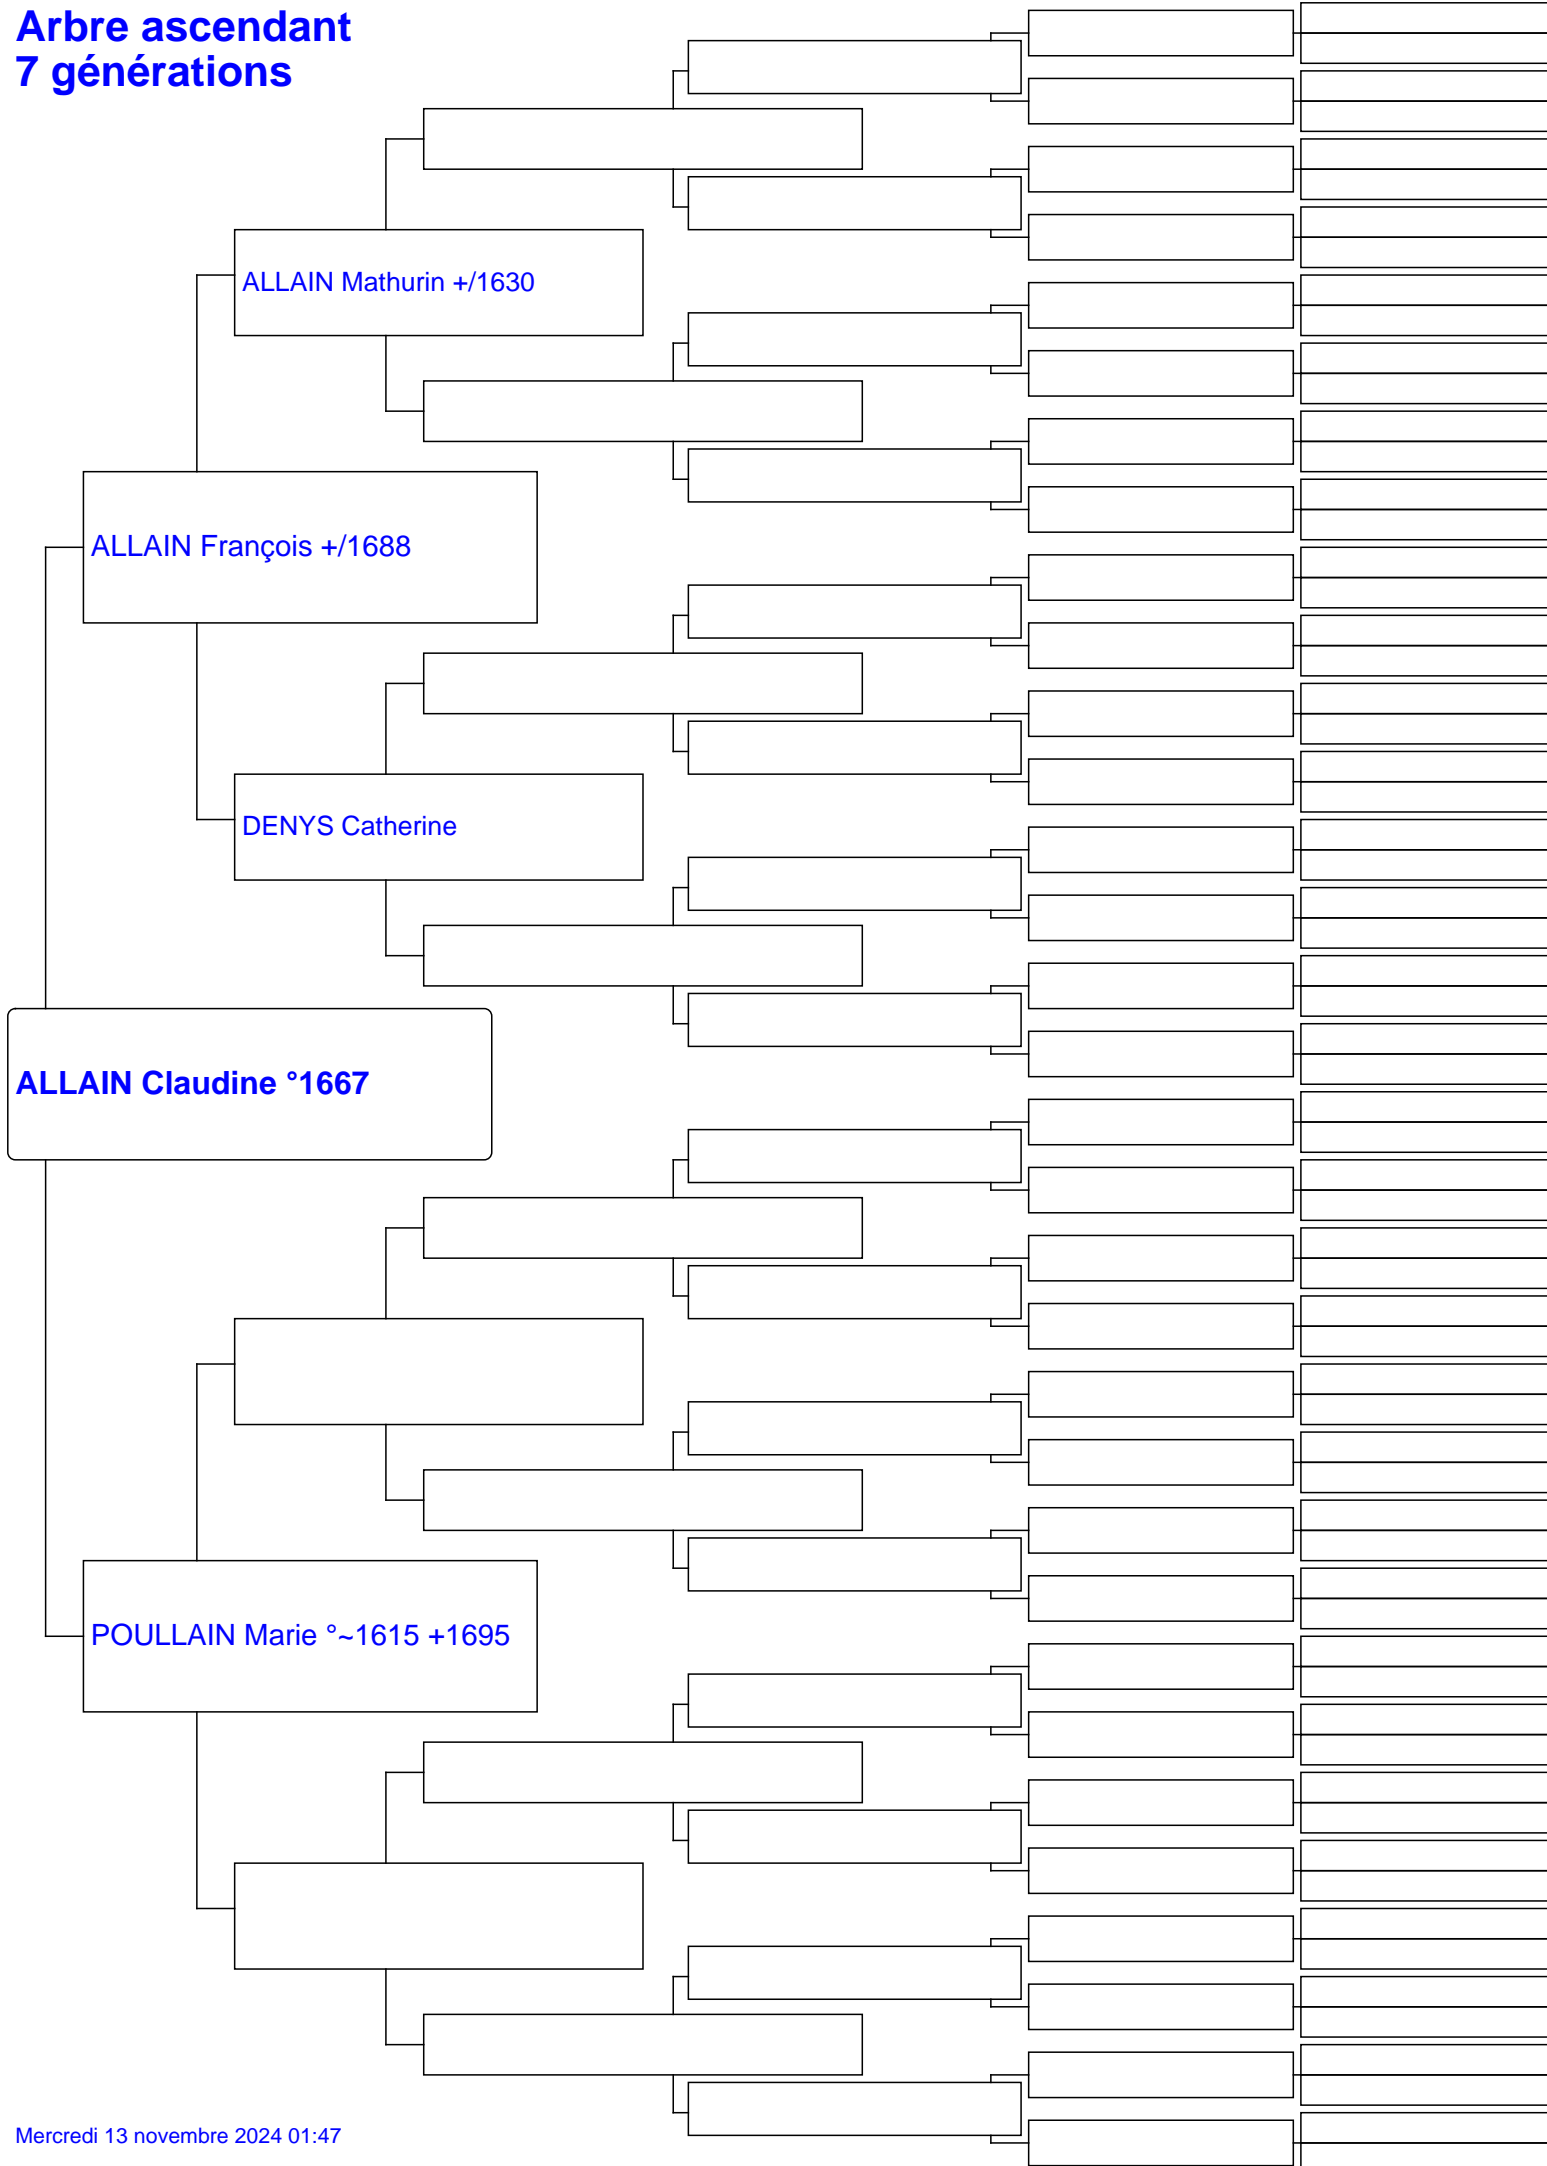 Arbre ascendant
7 générations
ALLAIN Mathurin +/1630
ALLAIN François +/1688
DENYS Catherine
ALLAIN Claudine °1667
POULLAIN Marie °~1615 +1695
Mercredi 13 novembre 2024 01:47